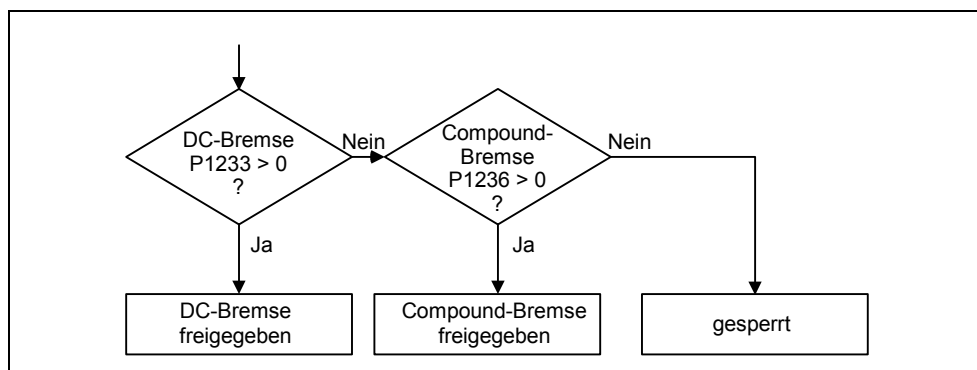 DC-Bremse
P1233 > 0
?
Nein
Compound-
Bremse
P1236 > 0
?
Nein
Ja
Ja
DC-Bremse
freigegeben
Compound-Bremse
freigegeben
gesperrt